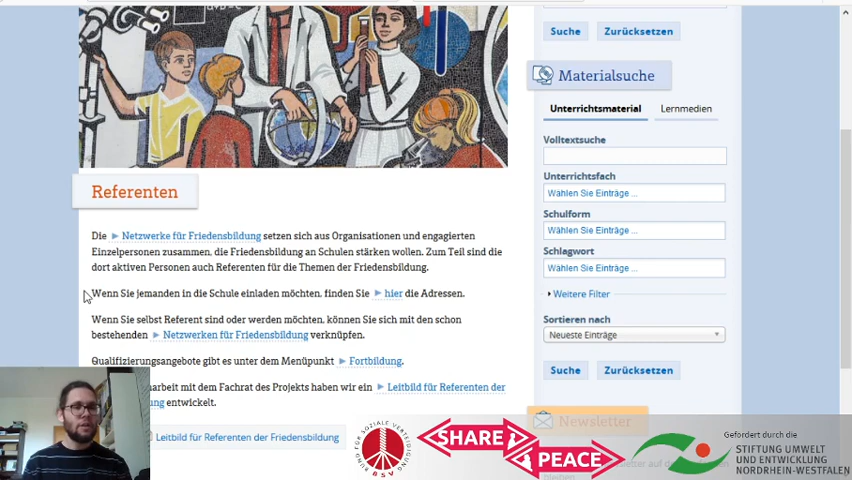 Suche
Zurücksetzen
Materialsuche
Unterrichtsmaterial
Lernmedien
Volltextsuche
Unterrichtsfach
Wählen Sie Einträge ...
Schulform
Wählen Sie Einträge ...
Schlagwort
Wählen Sie Einträge ...
Weitere Filter
Sortieren nach
Neueste Einträge
Suche
Zurücksetzen
Newsletter
Referenten
Die Netzwerke für Friedensbildung setzen sich aus Organisationen und engagierten
Einzelpersonen zusammen, die Friedensbildung an Schulen stärken wollen. Zum Teil sind die
dort aktiven Personen auch Referenten für die Themen der Friedensbildung.
Wenn Sie jemanden in die Schule einladen möchten, finden Sie hier die Adressen.
Wenn Sie selbst Referent sind oder werden möchten, können Sie sich mit den schon
bestehenden Netzwerken für Friedensbildung verknüpfen.
Qualifizierungsangebote gibt es unter dem Menüpunkt Fortbildung.
mit dem Fachrat des Projekts haben wir ein Leitbild für Referenten der
entwickelt.
Leitbild für Referenten der Friedensbildung
BUND FÜR SOZIALE VERTEIDIGUNG
BSV
SHARE
PEACE
Gefordert durch die
STIFTUNG UMWELT
UND ENTWICKLUNG
NORDRHEIN-WESTFALEN